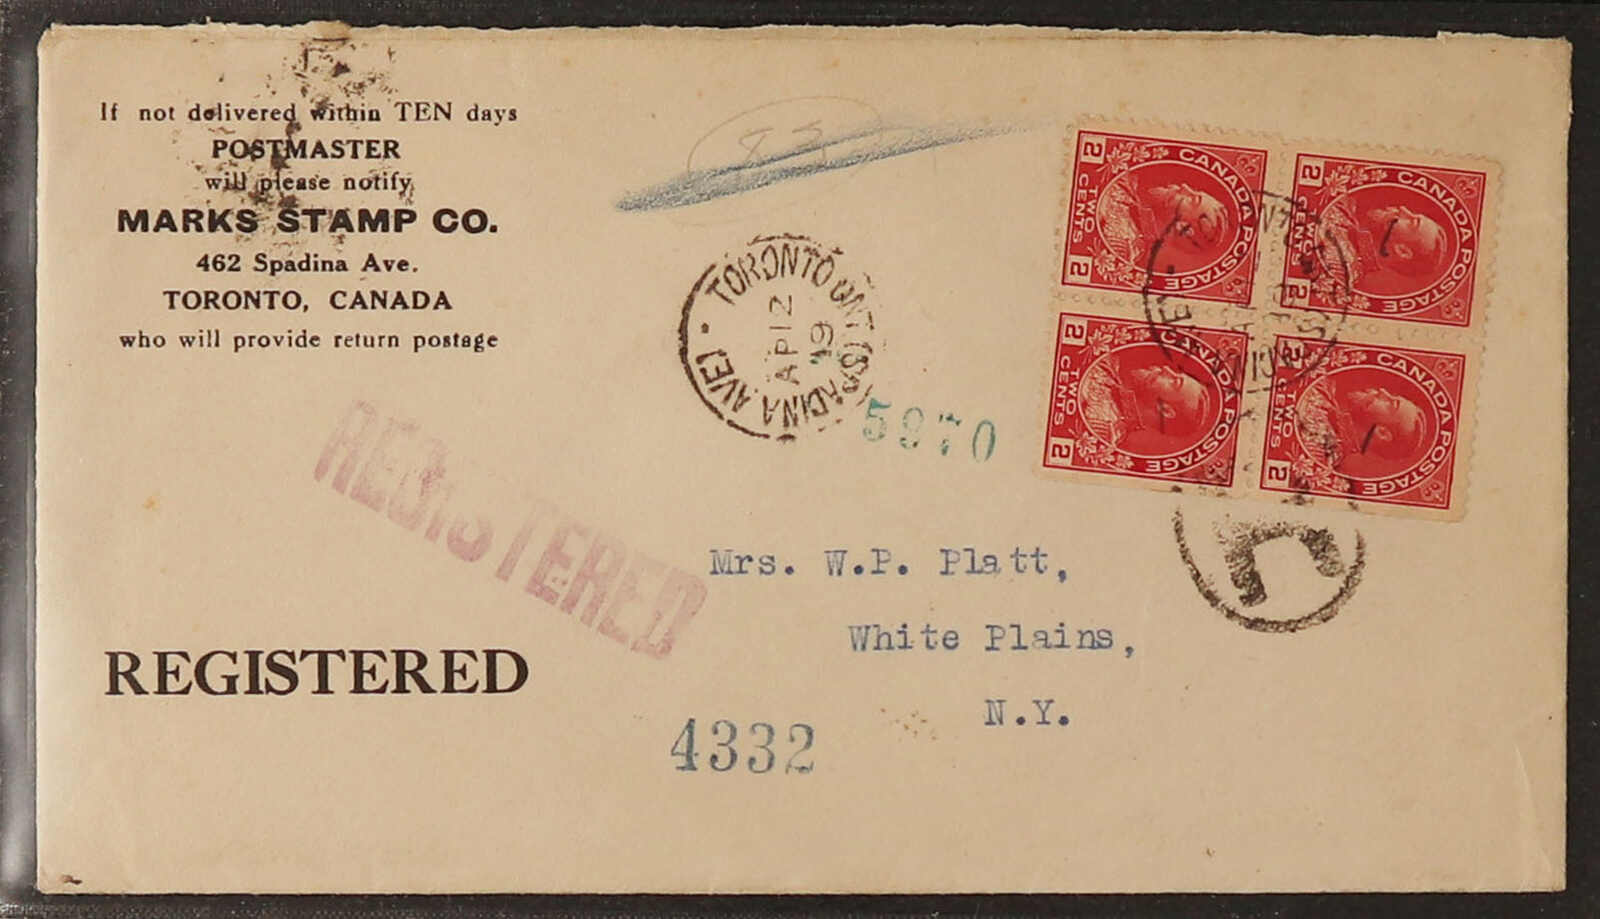 If not delivered within TEN days
POSTMASTER
will please notify
MARKS STAMP CO.
462 Spadina Ave.
TORONTO, CANADA
who will provide return postage
TORONTO ONT (SPADINA AVE)
AP 12
19
5970
CANADA POSTAGE
2 TWO CENTS 2
CANADA POSTAGE
2 TWO CENTS 2
CANADA POSTAGE
2 TWO CENTS 2
CANADA POSTAGE
2 TWO CENTS 2
REGISTERED
R
Mrs. W.P. Platt,
White Plains,
N.Y.
REGISTERED
4332